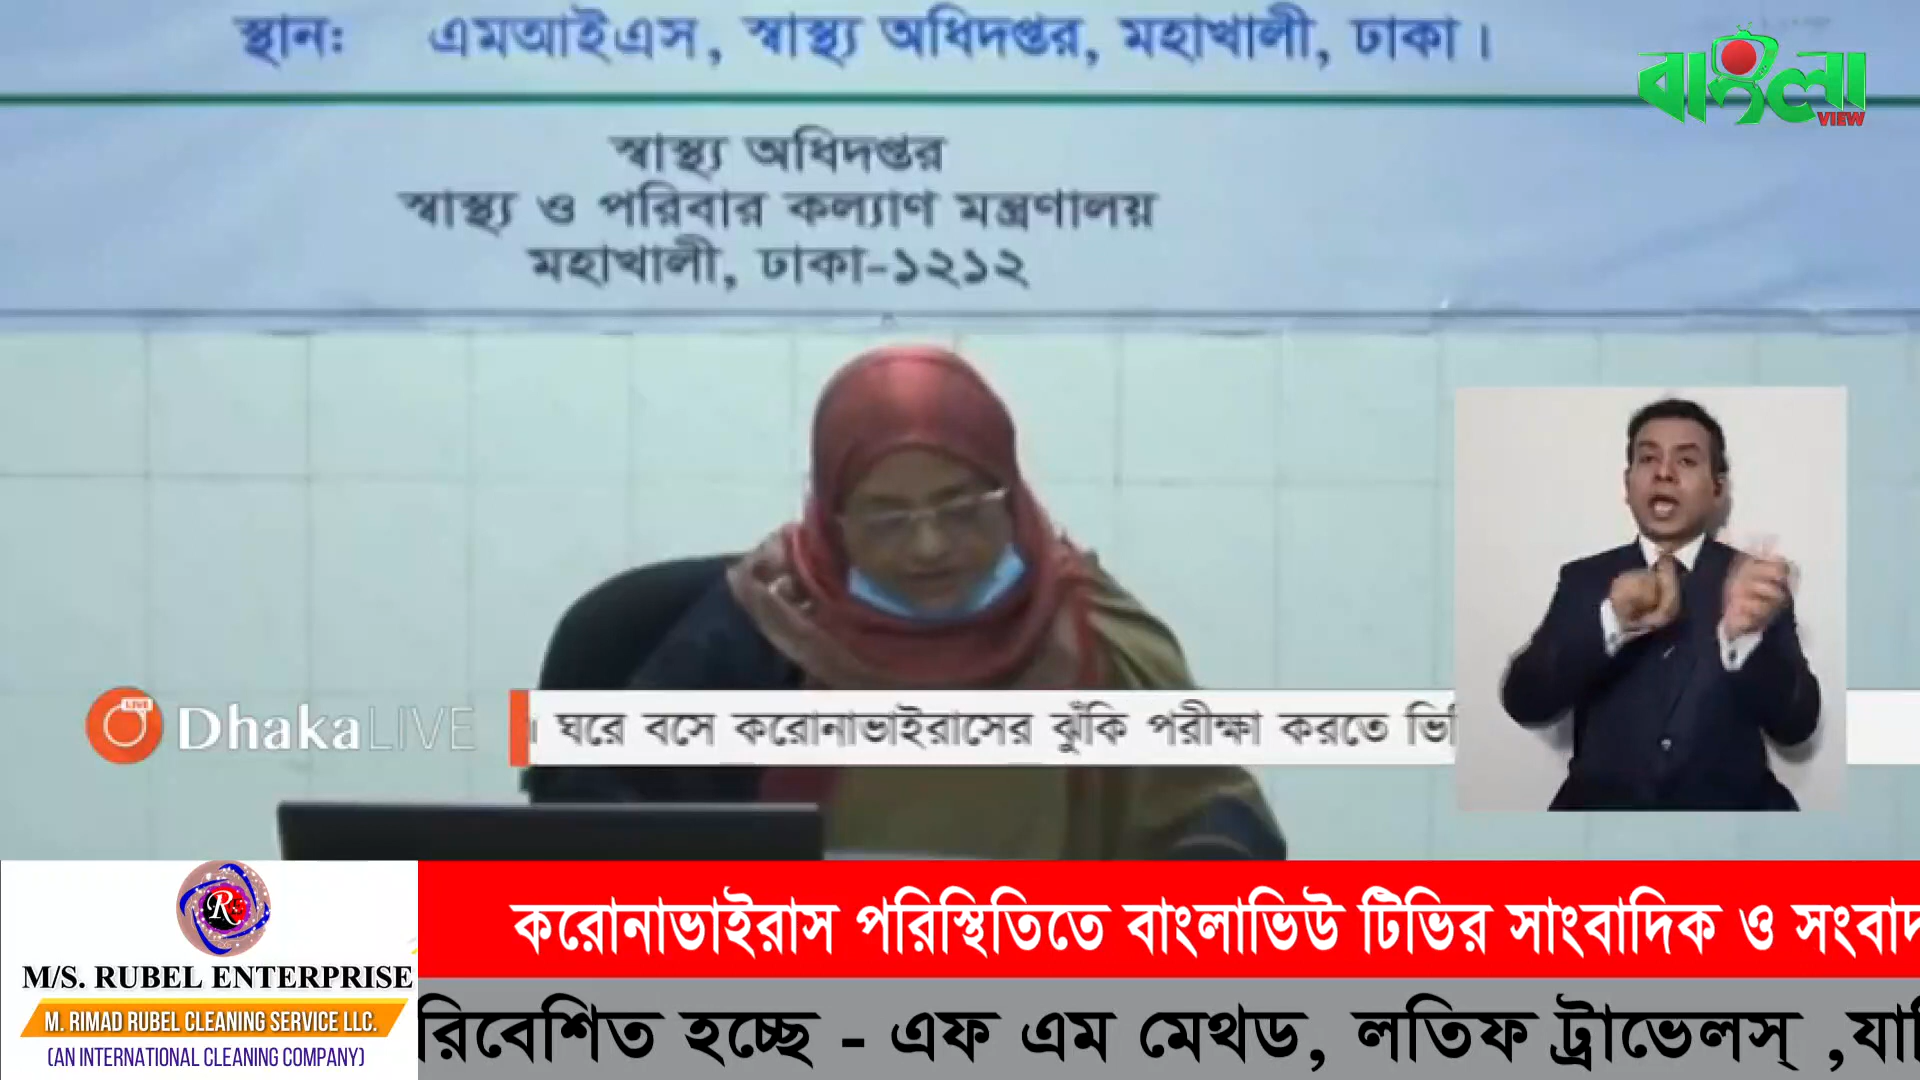 স্থান: এমআইএস, স্বাস্থ্য অধিদপ্তর, মহাখালী, ঢাকা।
বাংলা
VIEW
স্বাস্থ্য অধিদপ্তর
স্বাস্থ্য ও পরিবার কল্যাণ মন্ত্রণালয়
মহাখালী, ঢাকা-১২১২
LIVE
DhakaLIVE
ঘরে বসে করোনাভাইরাসের ঝুঁকি পরীক্ষা করতে
R
M/S. RUBEL ENTERPRISE
M. RIMAD RUBEL CLEANING SERVICE LLC.
(AN INTERNATIONAL CLEANING COMPANY)
করোনাভাইরাস পরিস্থিতিতে বাংলাভিউ টিভির সাংবাদিক ও সংবাদ
রিবেশিত হচ্ছে - এফ এম মেথড, লতিফ ট্রাভেলস্ ,যা